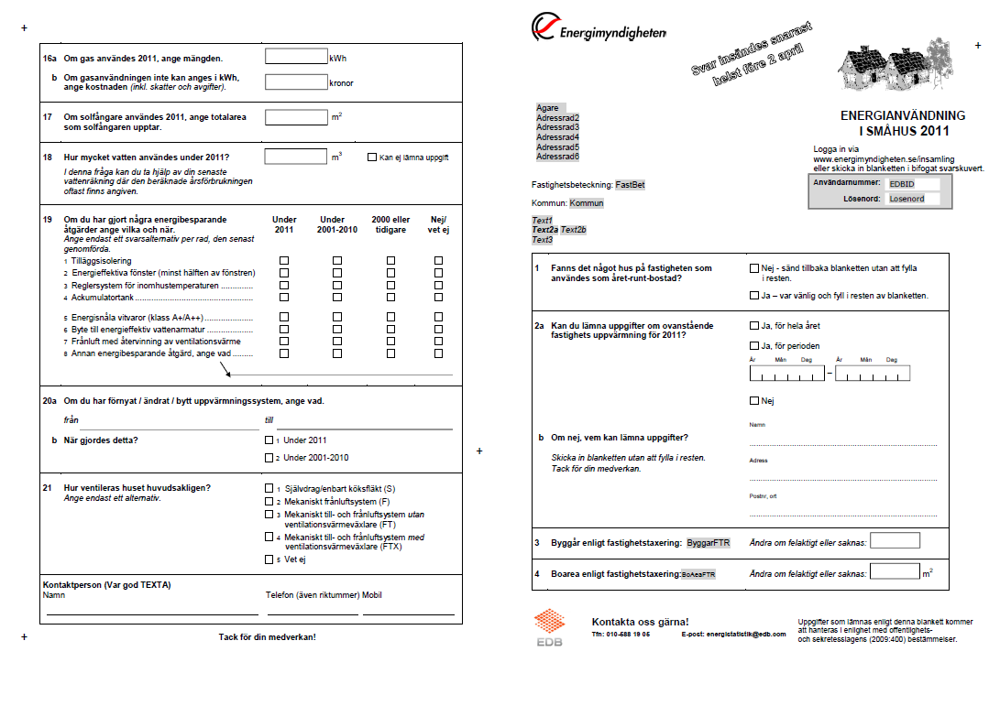 16a Om gas användes 2011, ange mängden. kWh
b Om gasanvändningen inte kan anges i kWh,
ange kostnaden (inkl. skatter och avgifter). kronor
17 Om solfångare användes 2011, ange totalarea m2
som solfångaren upptar.
18 Hur mycket vatten användes under 2011? m3 Kan ej lämna uppgift
I denna fråga kan du ta hjälp av din senaste
vattenräkning där den beräknade årsförbrukningen
oftast finns angiven.
19 Om du har gjort några energibesparande Under Under 2000 eller Nej/
åtgärder ange vilka och när. 2011 2001-2010 tidigare vet ej
Ange endast ett svarsalternativ per rad, den senast
genomförda.
1 Tilläggsisolering
2 Energieffektiva fönster (minst hälften av fönstren)
3 Reglersystem för inomhustemperaturen ..............
4 Ackumulatortank ..................................................
5 Energisnåla vitvaror (klass A+/A++) .....................
6 Byte till energieffektiv vattenarmatur ....................
7 Frånluft med återvinning av ventilationsvärme
8 Annan energibesparande åtgärd, ange vad .........
20a Om du har förnyat / ändrat / bytt uppvärmningssystem, ange vad.
från till
b När gjordes detta? 1 Under 2011
2 Under 2001-2010
21 Hur ventileras huset huvudsakligen? 1 Självdrag/enbart köksfläkt (S)
Ange endast ett alternativ. 2 Mekaniskt frånluftsystem (F)
3 Mekaniskt till- och frånluftsystem utan
ventilationsvärmeväxlare (FT)
4 Mekaniskt till- och frånluftsystem med
ventilationsvärmeväxlare (FTX)
5 Vet ej
Kontaktperson (Var god TEXTA)
Namn Telefon (även riktummer) Mobil
Tack för din medverkan!
Energimyndigheten
Svar insändes snarast
helst före 2 april
Agare
Adressrad2
Adressrad3
Adressrad4
Adressrad5
Adressrad6
ENERGIANVÄNDNING
I SMÅHUS 2011
Logga in via
www.energimyndigheten.se/insamling
eller skicka in blanketten i bifogat svarskuvert.
Användarnummer: EDBID
Lösenord: Losenord
Fastighetsbeteckning: FastBet
Kommun: Kommun
Text1
Text2a Text2b
Text3
1 Fanns det något hus på fastigheten som Nej - sänd tillbaka blanketten utan att fylla
användes som året-runt-bostad? i resten.
Ja – var vänlig och fyll i resten av blanketten.
2a Kan du lämna uppgifter om ovanstående Ja, för hela året
fastighets uppvärmning för 2011?
Ja, för perioden
År Mån Dag År Mån Dag
–
Nej
Namn
b Om nej, vem kan lämna uppgifter?
Skicka in blanketten utan att fylla i resten.
Tack för din medverkan.
Adress
Postnr, ort
3 Byggår enligt fastighetstaxering: ByggarFTR Ändra om felaktigt eller saknas:
4 Boarea enligt fastighetstaxering: BoAeaFTR Ändra om felaktigt eller saknas: m2
EDB
Kontakta oss gärna!
Tfn: 010-588 19 05 E-post: energistatistik@edb.com
Uppgifter som lämnas enligt denna blankett kommer
att hanteras i enlighet med offentlighets-
och sekretesslagens (2009:400) bestämmelser.